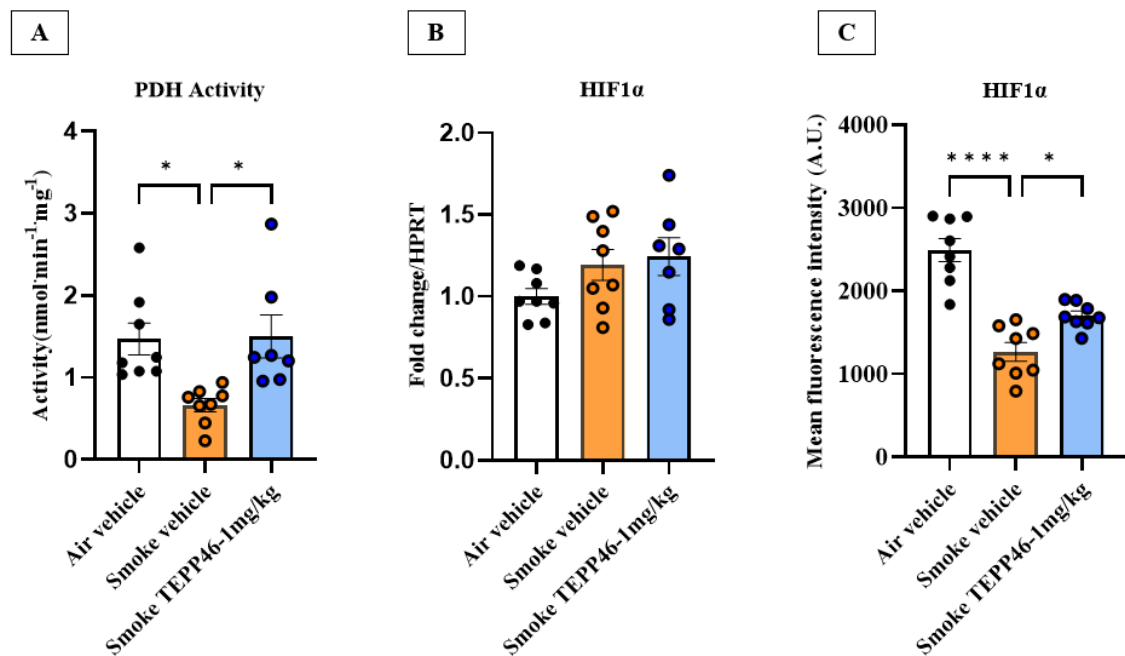 A
PDH Activity
Activity(nmol·min⁻¹·mg⁻¹)
4
3
2
1
0
*
*
Air vehicle
Smoke vehicle
Smoke TEPP46-1mg/kg
B
HIF1α
Fold change/HPRT
2.0
1.5
1.0
0.5
0.0
Air vehicle
Smoke vehicle
Smoke TEPP46-1mg/kg
C
HIF1α
Mean fluorescence intensity (A.U.)
4000
3000
2000
1000
0
****
*
Air vehicle
Smoke vehicle
Smoke TEPP46-1mg/kg